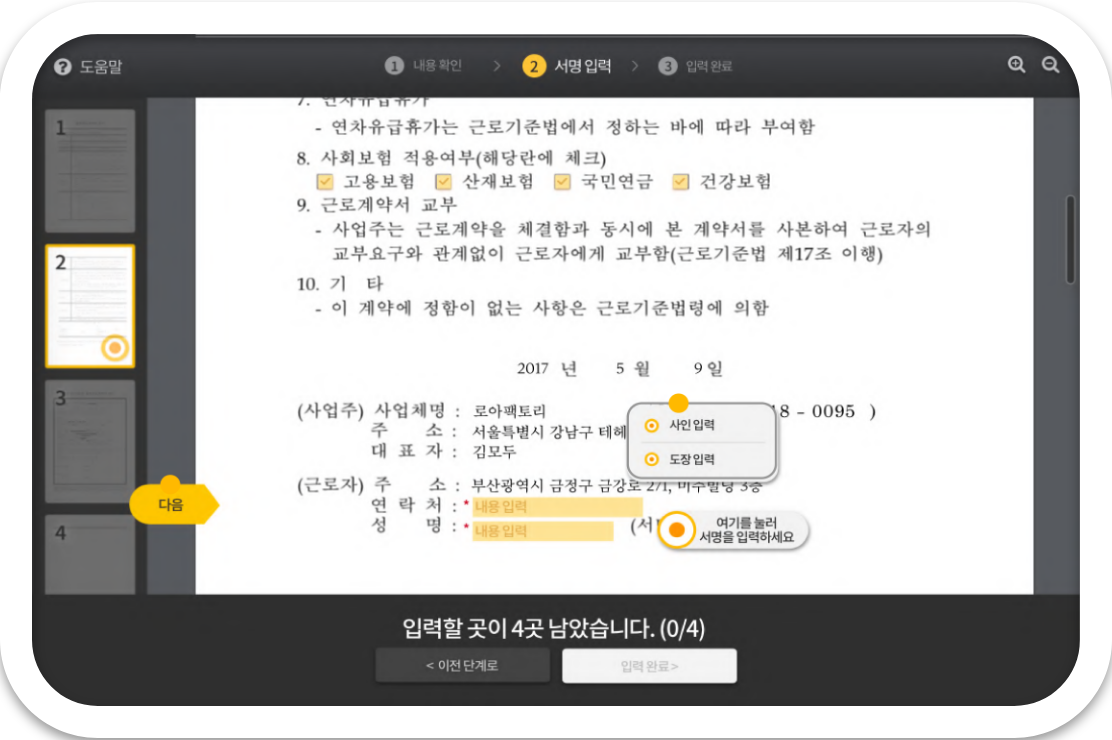 도움말
1 내용 확인 > 2 서명 입력 > 3 입력 완료
1
2
3
4
다음
7. 연차유급휴가
- 연차유급휴가는 근로기준법에서 정하는 바에 따라 부여함
8. 사회보험 적용여부(해당란에 체크)
고용보험 산재보험 국민연금 건강보험
9. 근로계약서 교부
- 사업주는 근로계약을 체결함과 동시에 본 계약서를 사본하여 근로자의
교부요구와 관계없이 근로자에게 교부함(근로기준법 제17조 이행)
10. 기 타
- 이 계약에 정함이 없는 사항은 근로기준법령에 의함
2017 년 5 월 9 일
(사업주) 사업체명 : 로아팩토리 8 - 0095 )
주 소 : 서울특별시 강남구 테헤
대 표 자 : 김모두
사인 입력
도장 입력
(근로자) 주 소 : 부산광역시 금정구 금강로 271, 미수빌딩 3층
연 락 처 : * 내용 입력
성 명 : * 내용 입력 (서
여기를 눌러
서명을 입력하세요
입력할 곳이 4곳 남았습니다. (0/4)
< 이전 단계로
입력 완료 >